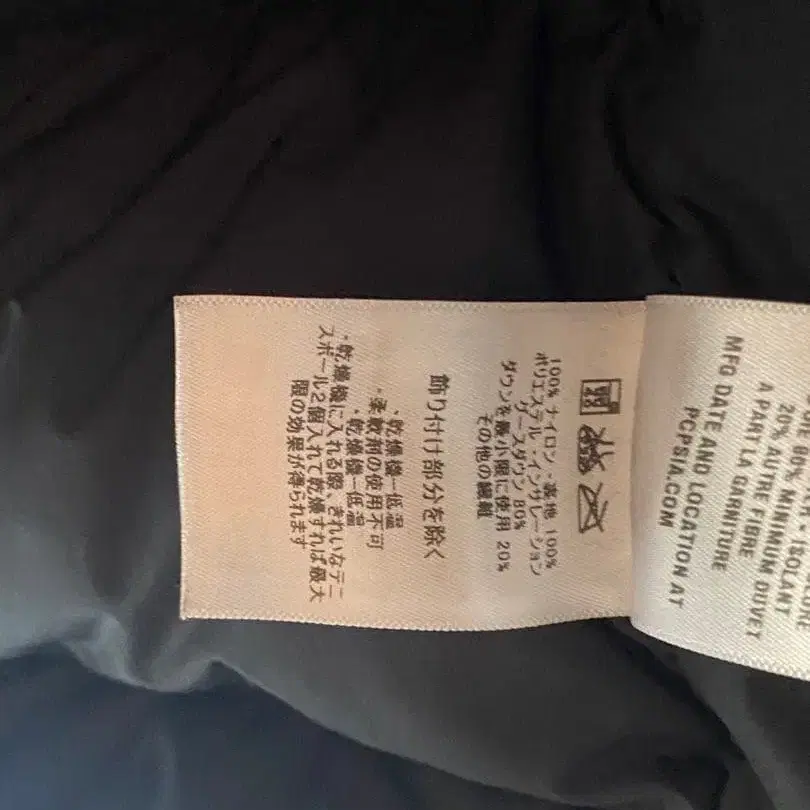 100% ナイロン・裏地 100%
ポリエステル・インサレーション
グースダウン 80%
ダウンを最小限に使用 20%
その他の繊維
飾り付け部分を除く
・乾燥機ー低温
・柔軟剤の使用不可
・乾燥機ー低温
・乾燥機に入れる際、きれいなテニ
スボール2個入れて乾燥すれば最大
限の効果が得られます
ISOLANT
80% MINIMUM DUVET
20% AUTRE FIBRE
A PART LA GARNITURE
MFG DATE AND LOCATION AT
PCPSIA.COM